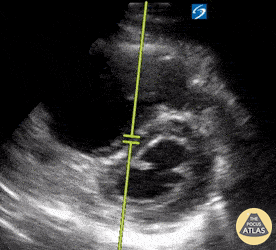 THE
POCUS
ATLAS